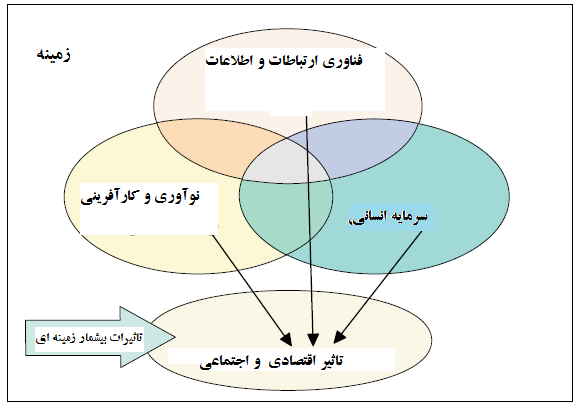 زمینه
فناوری ارتباطات و اطلاعات
نوآوری و کارآفرینی
سرمایه انسانی,
تاثیرات بیشمار زمینه ای
تاثیر اقتصادی و اجتماعی